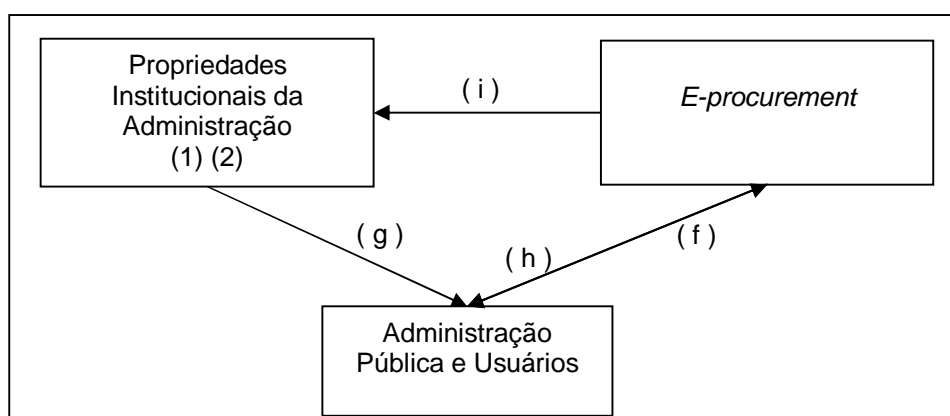 Propriedades
Institucionais da
Administração
(1) (2)
( i )
E-procurement
( g )
( h )
( f )
Administração
Pública e Usuários